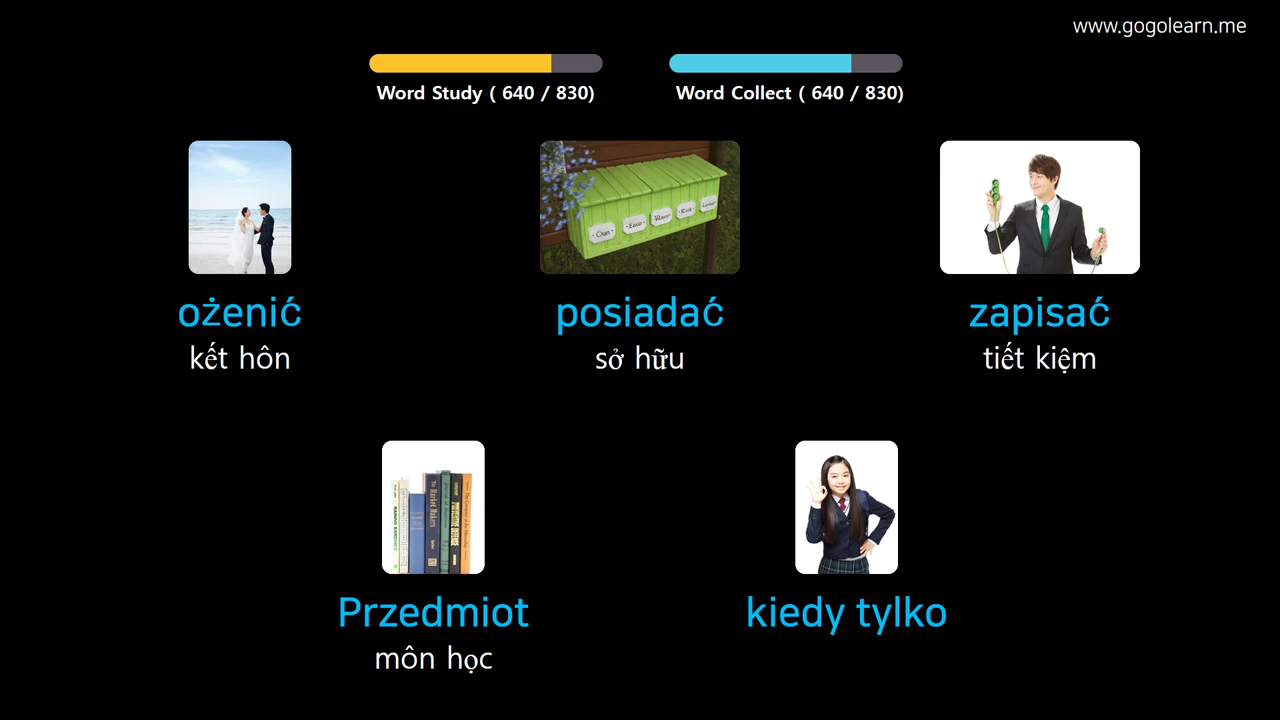 www.gogolearn.me
Word Study ( 640 / 830)
Word Collect ( 640 / 830)
ożenić
kết hôn
posiadać
sở hữu
zapisać
tiết kiệm
Przedmiot
môn học
kiedy tylko